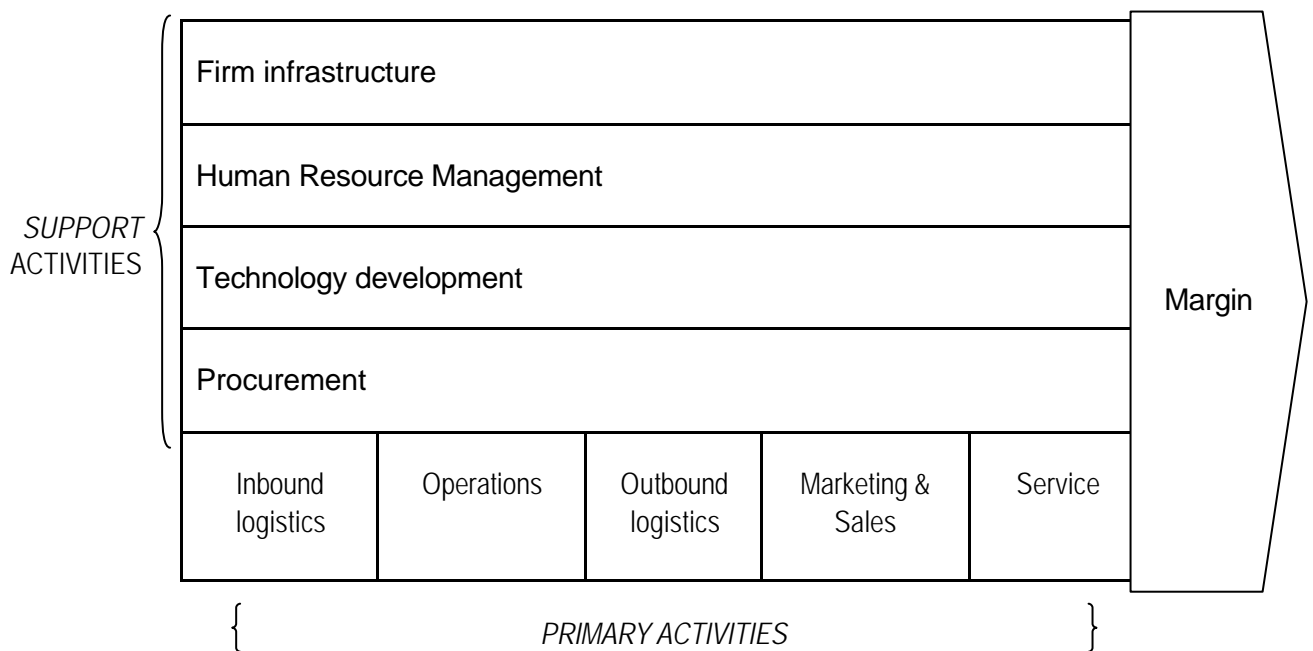 Firm infrastructure
Human Resource Management
SUPPORT
ACTIVITIES
Technology development
Margin
Procurement
Inbound
logistics
Operations
Outbound
logistics
Marketing &
Sales
Service
PRIMARY ACTIVITIES